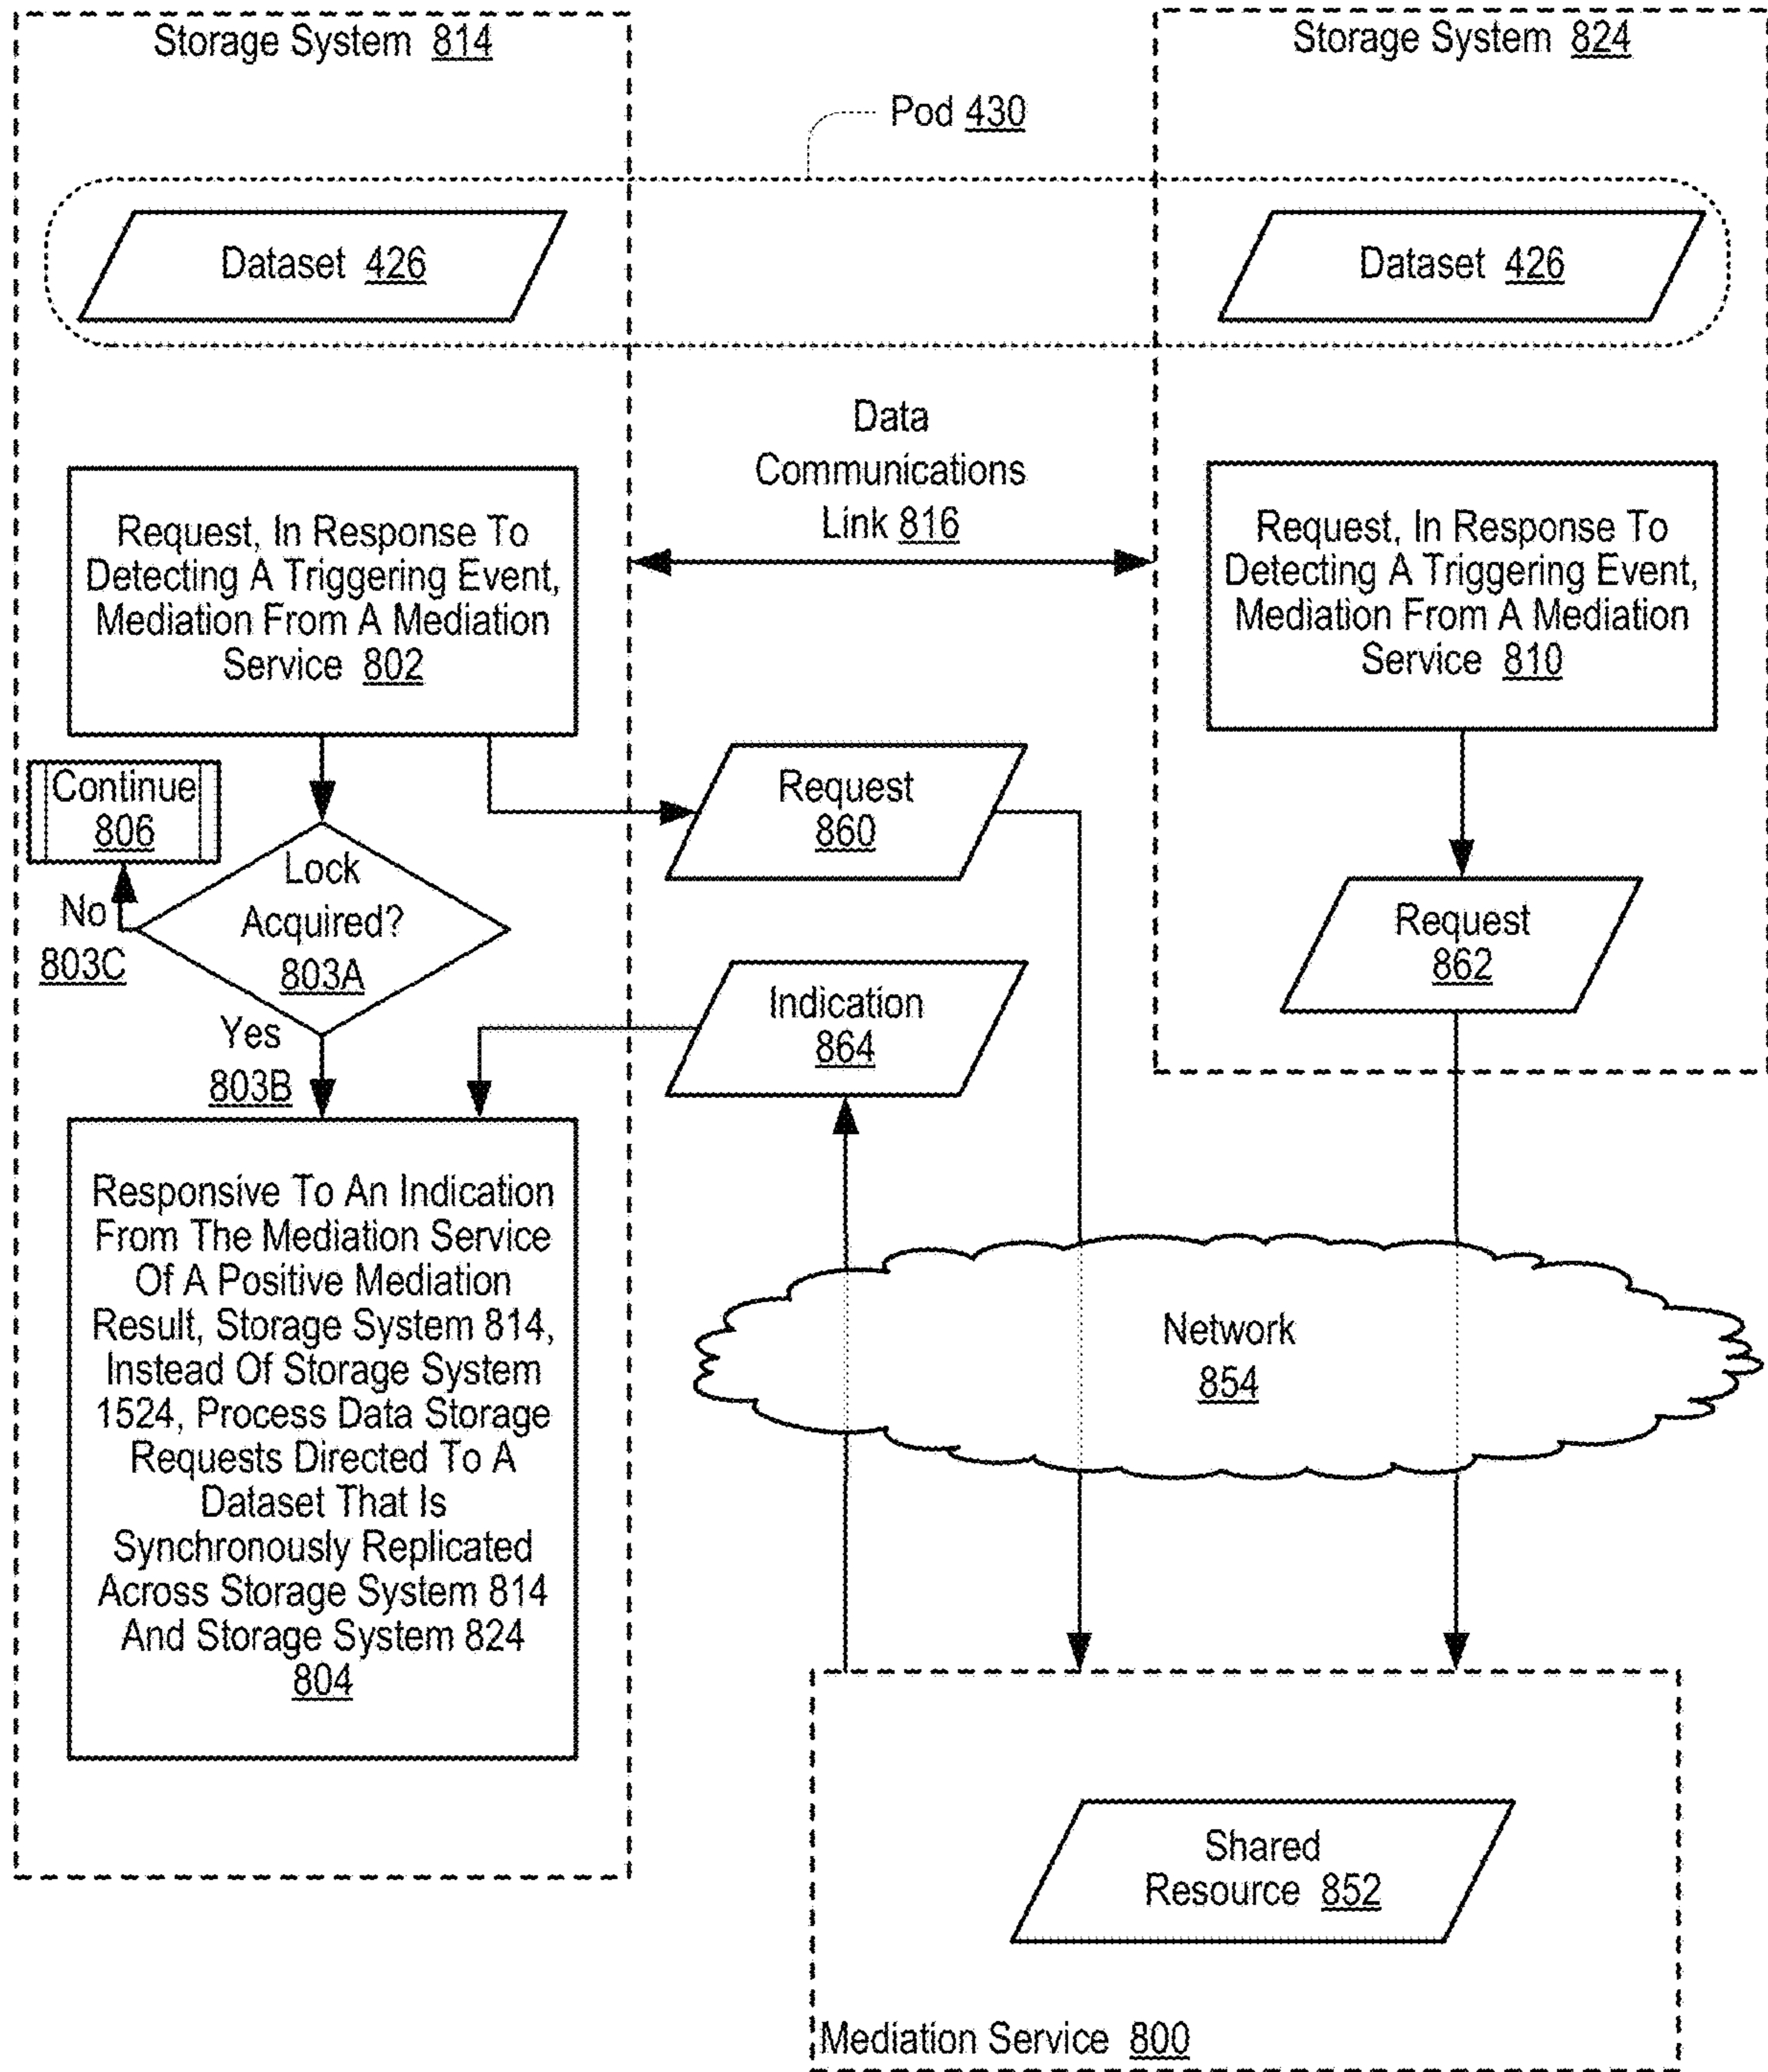 Storage System 814
Storage System 824
Pod 430
Dataset 426
Dataset 426
Data
Communications
Link 816
Request, In Response To
Detecting A Triggering Event,
Mediation From A Mediation
Service 802
Request, In Response To
Detecting A Triggering Event,
Mediation From A Mediation
Service 810
Continue
806
Request
860
Lock
Acquired?
803A
No
803C
Request
862
Indication
864
Yes
803B
Responsive To An Indication
From The Mediation Service
Of A Positive Mediation
Result, Storage System 814,
Instead Of Storage System
1524, Process Data Storage
Requests Directed To A
Dataset That Is
Synchronously Replicated
Across Storage System 814
And Storage System 824
804
Network
854
Shared
Resource 852
Mediation Service 800